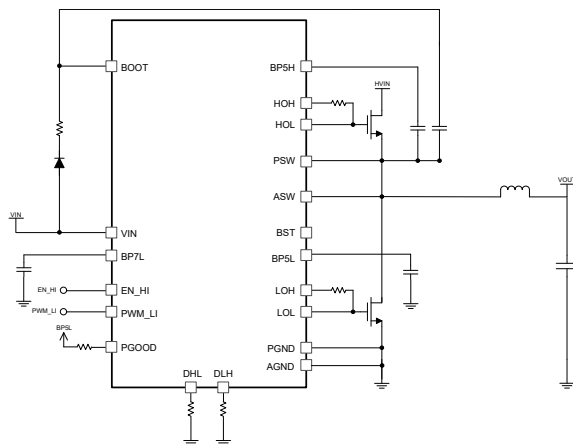 BOOT
BP5H
HVIN
HOH
HOL
PSW
VOUT
ASW
VIN
VIN
BST
BP7L
BP5L
EN_HI
EN_HI
LOH
PWM_LI
PWM_LI
LOL
BP5L
PGOOD
PGND
AGND
DHL
DLH